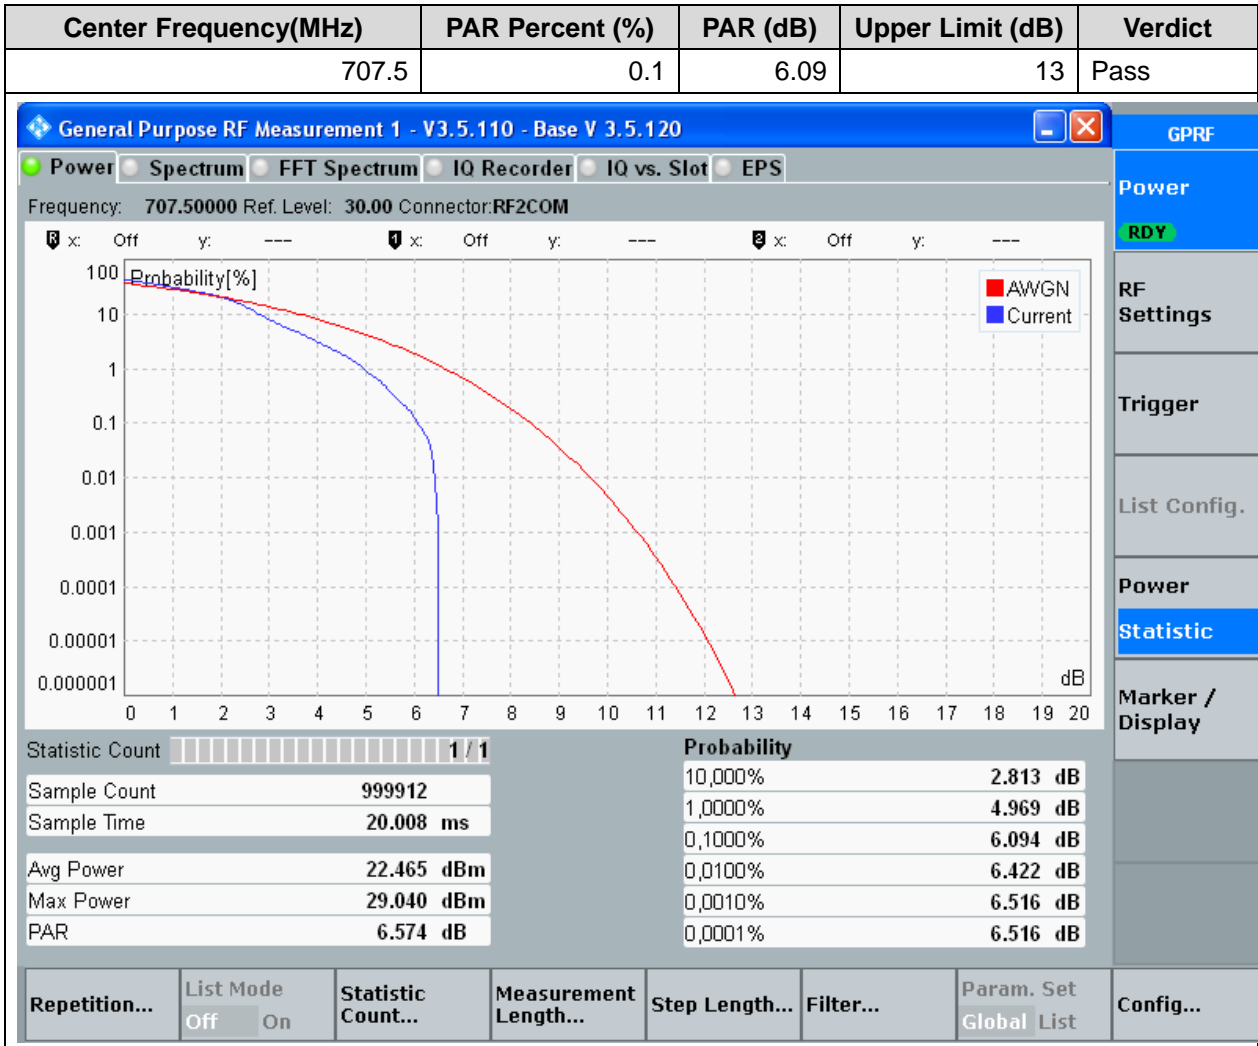 Center Frequency(MHz) PAR Percent (%) PAR (dB) Upper Limit (dB) Verdict
707.5 0.1 6.09 13 Pass
General Purpose RF Measurement 1 - V3.5.110 - Base V 3.5.120
GPRF
Power Spectrum FFT Spectrum IQ Recorder IQ vs. Slot EPS
Frequency: 707.50000 Ref. Level: 30.00 Connector:RF2COM
R x: Off y: --- 1 x: Off y: --- 2 x: Off y: ---
Probability[%]
100
10
1
0.1
0.01
0.001
0.0001
0.00001
0.000001
AWGN
Current
dB
0 1 2 3 4 5 6 7 8 9 10 11 12 13 14 15 16 17 18 19 20
Statistic Count 1 / 1
Sample Count 999912
Sample Time 20.008 ms
Avg Power 22.465 dBm
Max Power 29.040 dBm
PAR 6.574 dB
Probability
10,000% 2.813 dB
1,0000% 4.969 dB
0,1000% 6.094 dB
0,0100% 6.422 dB
0,0010% 6.516 dB
0,0001% 6.516 dB
Power
RDY
RF
Settings
Trigger
List Config.
Power
Statistic
Marker /
Display
Repetition...
List Mode
Off On
Statistic
Count...
Measurement
Length...
Step Length...
Filter...
Param. Set
Global List
Config...